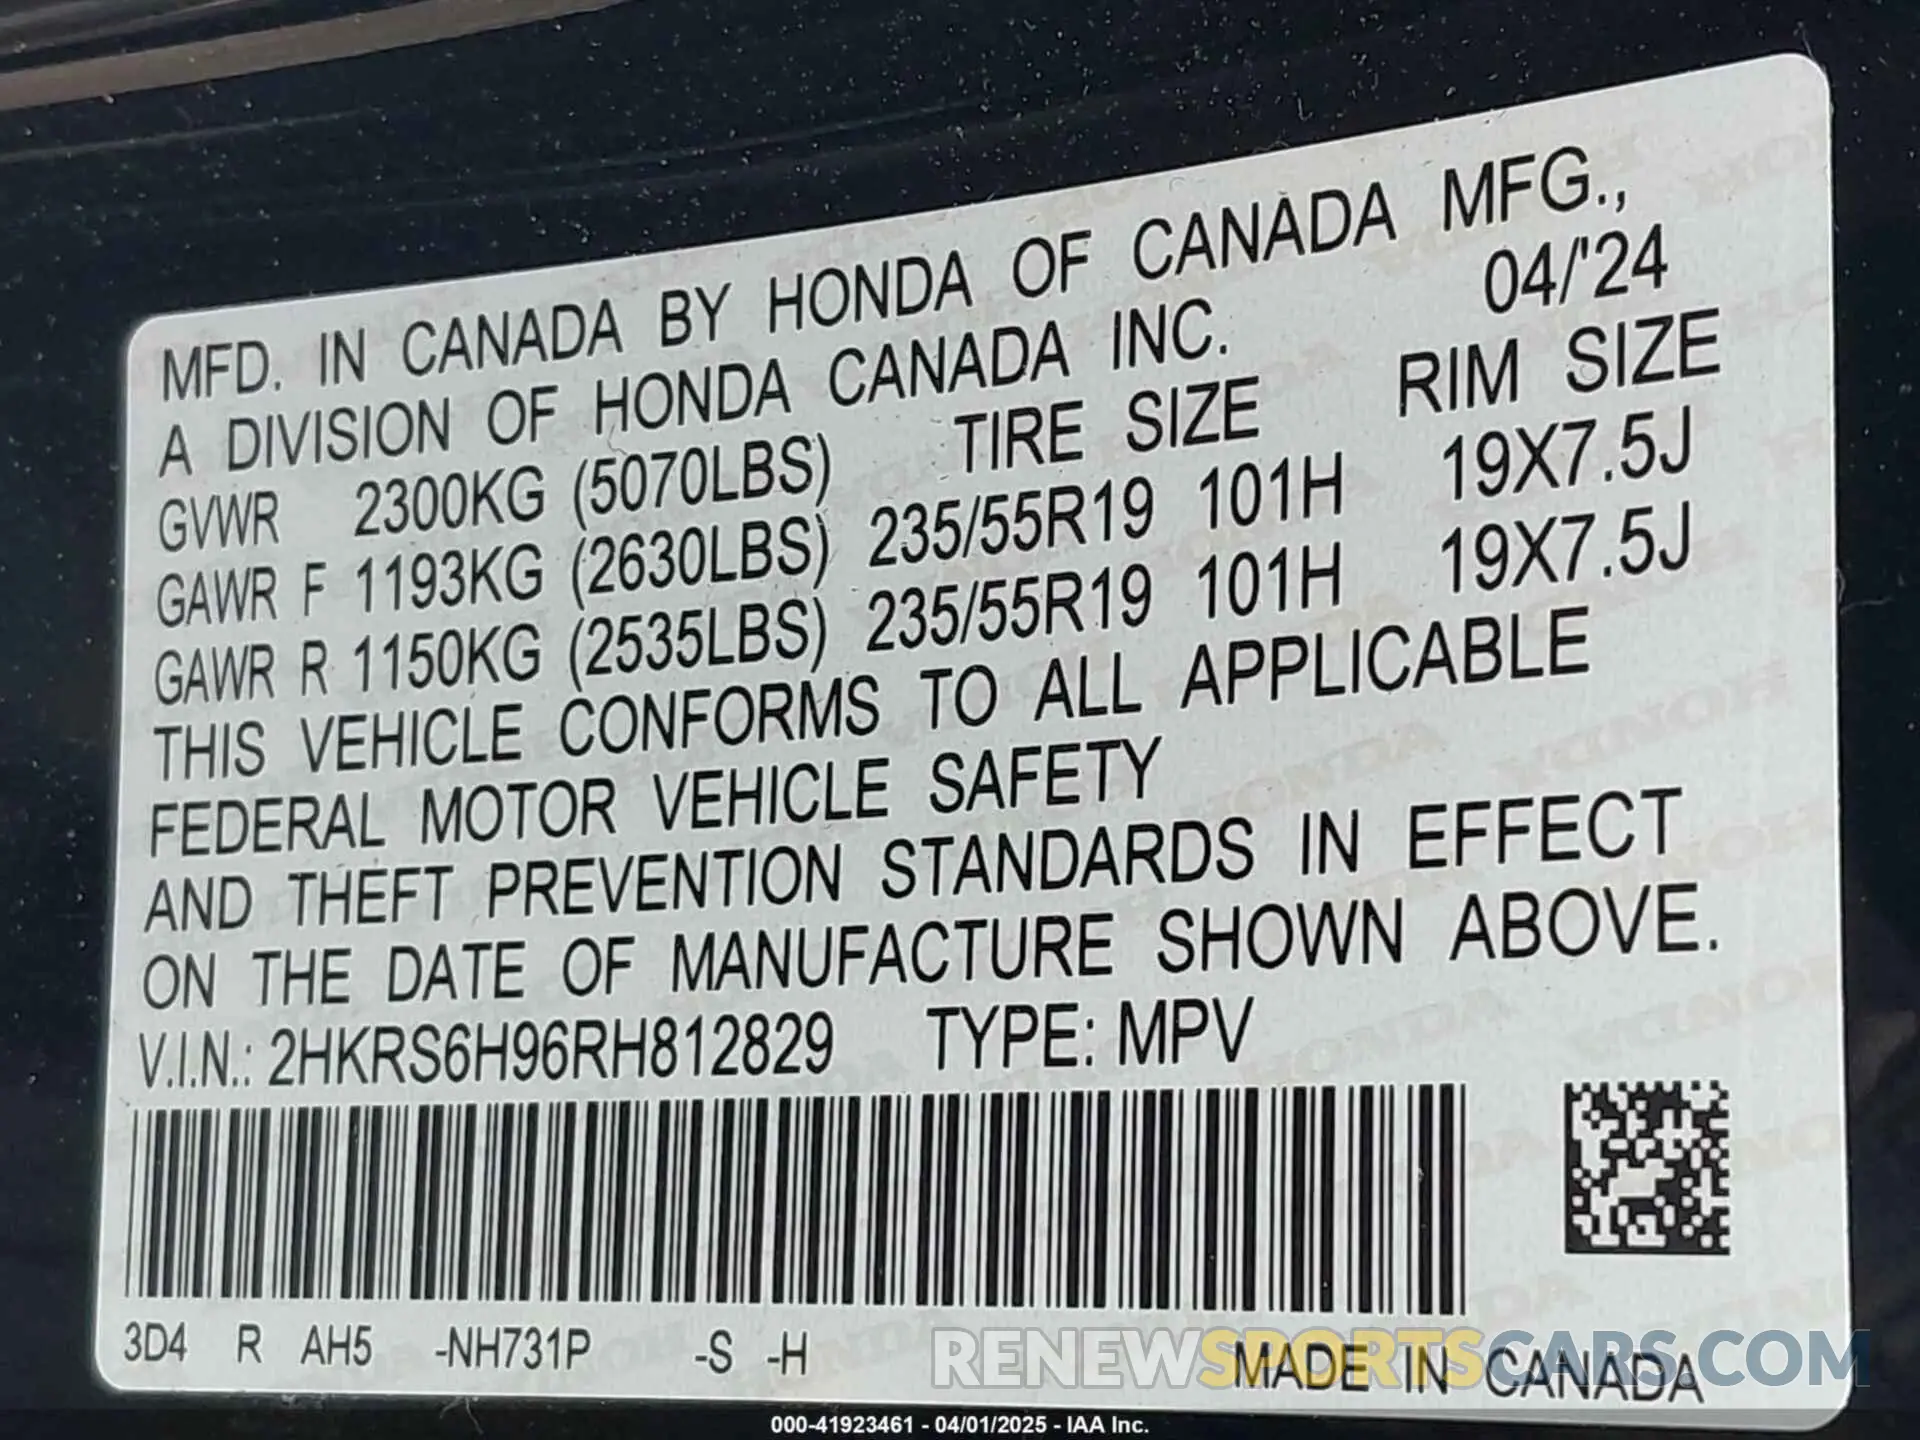 MFD. IN CANADA BY HONDA OF CANADA MFG.,
A DIVISION OF HONDA CANADA INC. 04/'24
GVWR 2300KG (5070LBS) TIRE SIZE RIM SIZE
GAWR F 1193KG (2630LBS) 235/55R19 101H 19X7.5J
GAWR R 1150KG (2535LBS) 235/55R19 101H 19X7.5J
THIS VEHICLE CONFORMS TO ALL APPLICABLE
FEDERAL MOTOR VEHICLE SAFETY
AND THEFT PREVENTION STANDARDS IN EFFECT
ON THE DATE OF MANUFACTURE SHOWN ABOVE.
V.I.N.: 2HKRS6H96RH812829 TYPE: MPV
3D4 R AH5 -NH731P -S -H
MADE IN CANADA
RENEWSPORTSCARS.COM
000-41923461 - 04/01/2025 - IAA Inc.